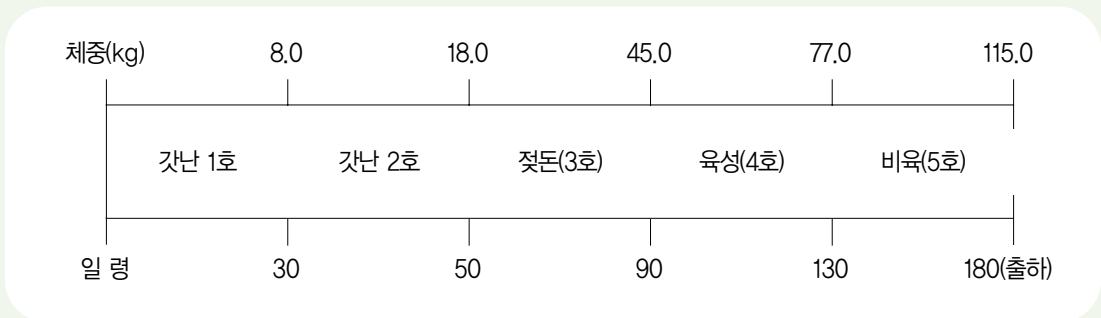 체중(kg) 8.0 18.0 45.0 77.0 115.0
갓난 1호 갓난 2호 젖돈(3호) 육성(4호) 비육(5호)
일 령 30 50 90 130 180(출하)